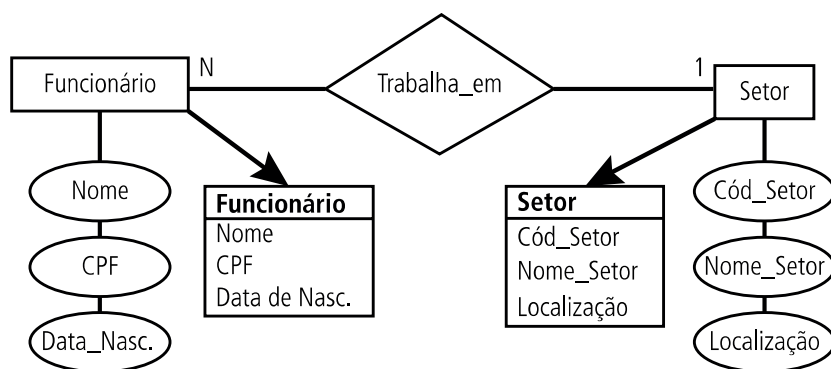 Funcionário
N
Trabalha_em
1
Setor
Nome
CPF
Data_Nasc.
Funcionário
Nome
CPF
Data de Nasc.
Setor
Cód_Setor
Nome_Setor
Localização
Cód_Setor
Nome_Setor
Localização